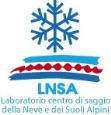 LNSA
Laboratorio centro di saggio
della Neve e dei Suoli Alpini